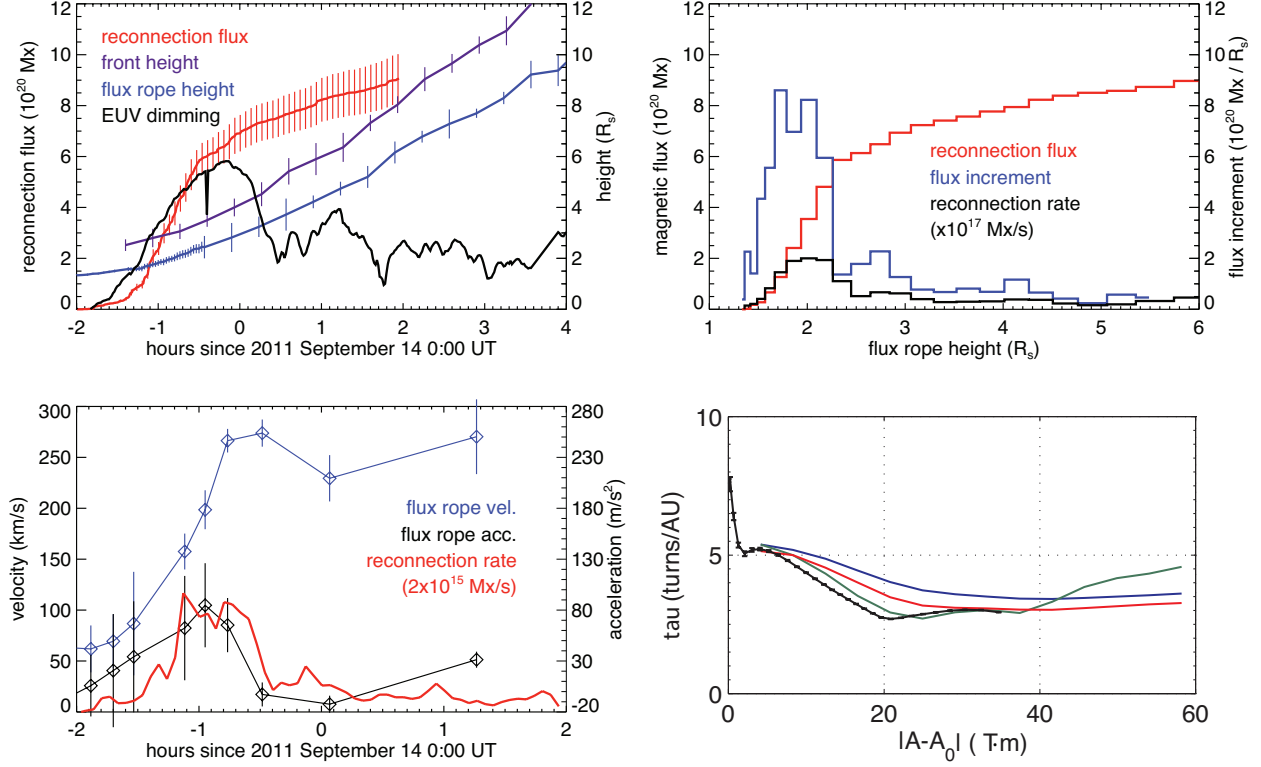 reconnection flux
front height
flux rope height
EUV dimming
reconnection flux (10^20 Mx)
0
2
4
6
8
10
12
height (R_s)
0
2
4
6
8
10
12
-2 -1 0 1 2 3 4
hours since 2011 September 14 0:00 UT
magnetic flux (10^20 Mx)
0
2
4
6
8
10
12
reconnection flux
flux increment
reconnection rate
(x10^17 Mx/s)
flux increment (10^20 Mx / R_s)
0
2
4
6
8
10
12
1 2 3 4 5 6
flux rope height (R_s)
velocity (km/s)
0
50
100
150
200
250
300
flux rope vel.
flux rope acc.
reconnection rate
(2x10^15 Mx/s)
acceleration (m/s^2)
-20
30
80
130
180
230
280
-2 -1 0 1 2
hours since 2011 September 14 0:00 UT
tau (turns/AU)
0
5
10
0 20 40 60
|A-A_0| ( T·m)